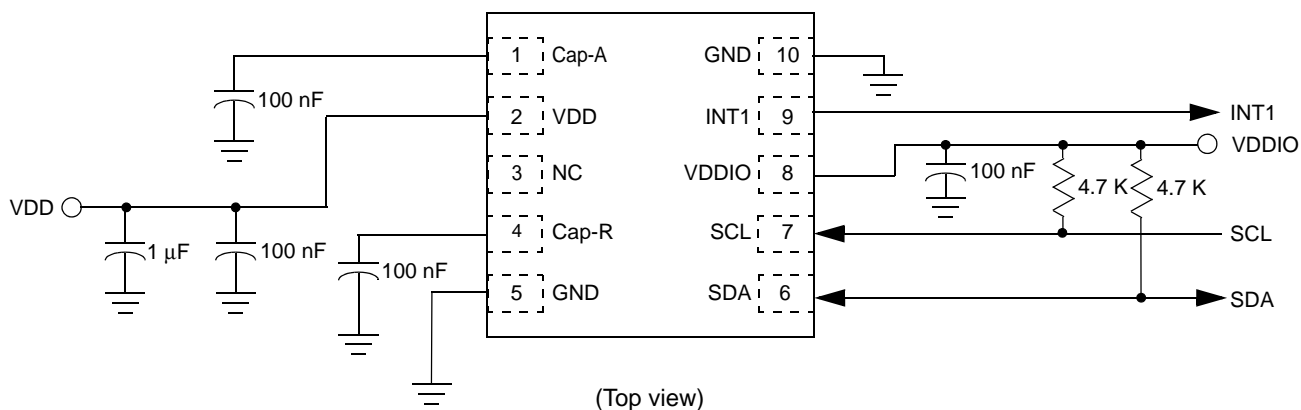 1 Cap-A
GND 10
100 nF
2 VDD
INT1 9
INT1
VDDIO
3 NC
VDDIO 8
100 nF
4.7 K
4.7 K
VDD
4 Cap-R
SCL 7
SCL
1 μF
100 nF
100 nF
5 GND
SDA 6
SDA
(Top view)